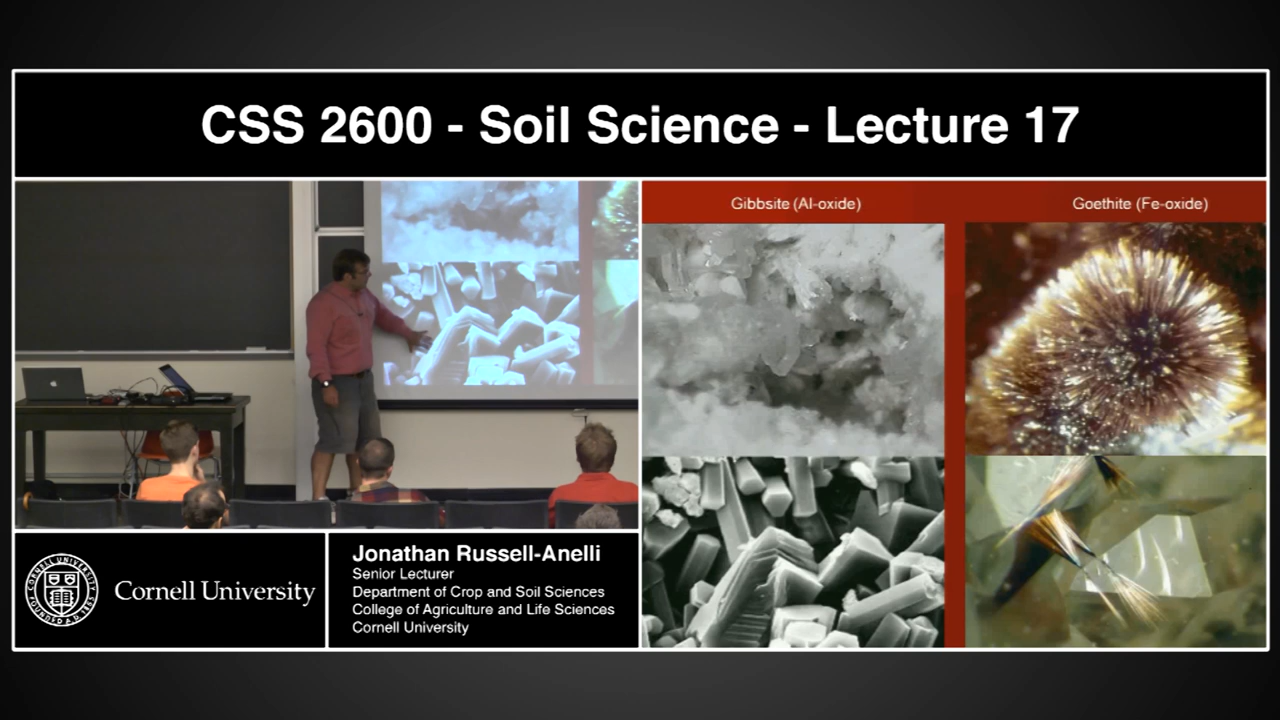 CSS 2600 - Soil Science - Lecture 17
Gibbsite (Al-oxide)
Goethite (Fe-oxide)
Cornell University
Jonathan Russell-Anelli
Senior Lecturer
Department of Crop and Soil Sciences
College of Agriculture and Life Sciences
Cornell University